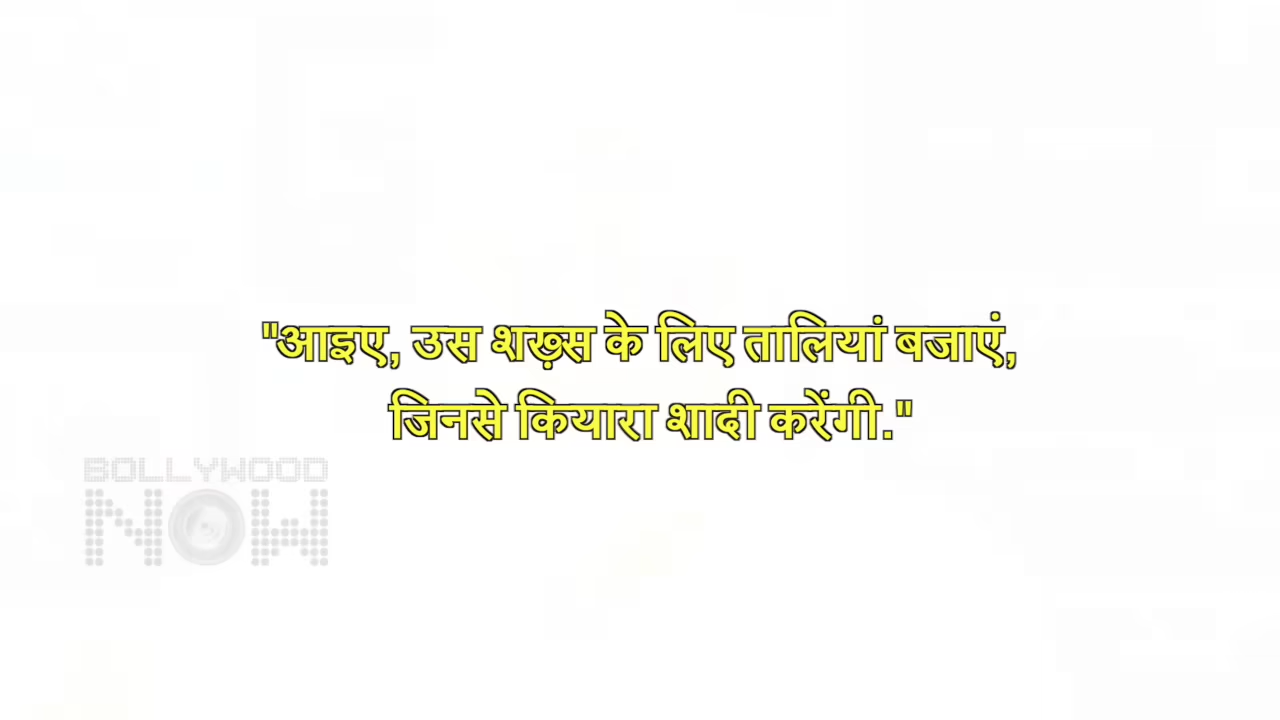 "आइए, उस शख़्स के लिए तालियां बजाएं,
जिनसे कियारा शादी करेंगी."
BOLLYWOOD
NOW